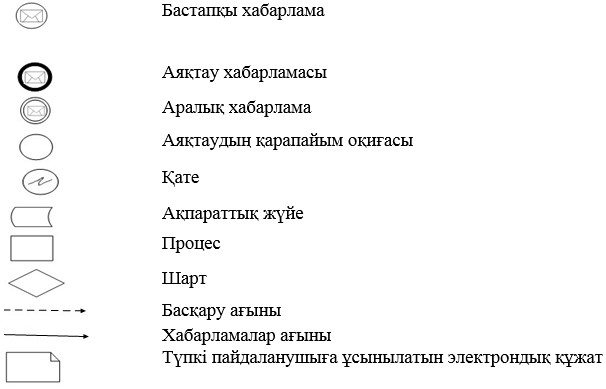 Бастапқы хабарлама
Аяқтау хабарламасы
Аралық хабарлама
Аяқтаудың қарапайым оқиғасы
Қате
Ақпараттық жүйе
Процес
Шарт
Басқару ағыны
Хабарламалар ағыны
Түпкі пайдаланушыға ұсынылатын электрондық құжат